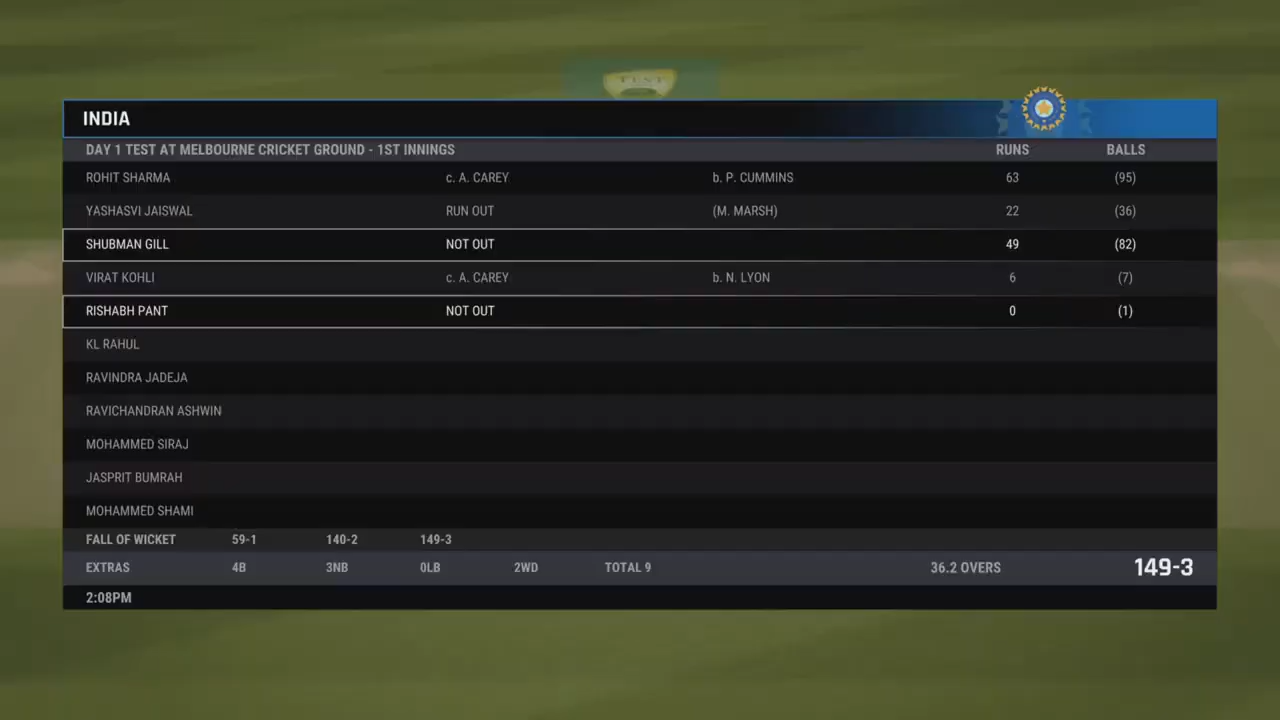 TEST
INDIA
DAY 1 TEST AT MELBOURNE CRICKET GROUND - 1ST INNINGS RUNS BALLS
ROHIT SHARMA c. A. CAREY b. P. CUMMINS 63 (95)
YASHASVI JAISWAL RUN OUT (M. MARSH) 22 (36)
SHUBMAN GILL NOT OUT 49 (82)
VIRAT KOHLI c. A. CAREY b. N. LYON 6 (7)
RISHABH PANT NOT OUT 0 (1)
KL RAHUL
RAVINDRA JADEJA
RAVICHANDRAN ASHWIN
MOHAMMED SIRAJ
JASPRIT BUMRAH
MOHAMMED SHAMI
FALL OF WICKET 59-1 140-2 149-3
EXTRAS 4B 3NB 0LB 2WD TOTAL 9 36.2 OVERS 149-3
2:08PM